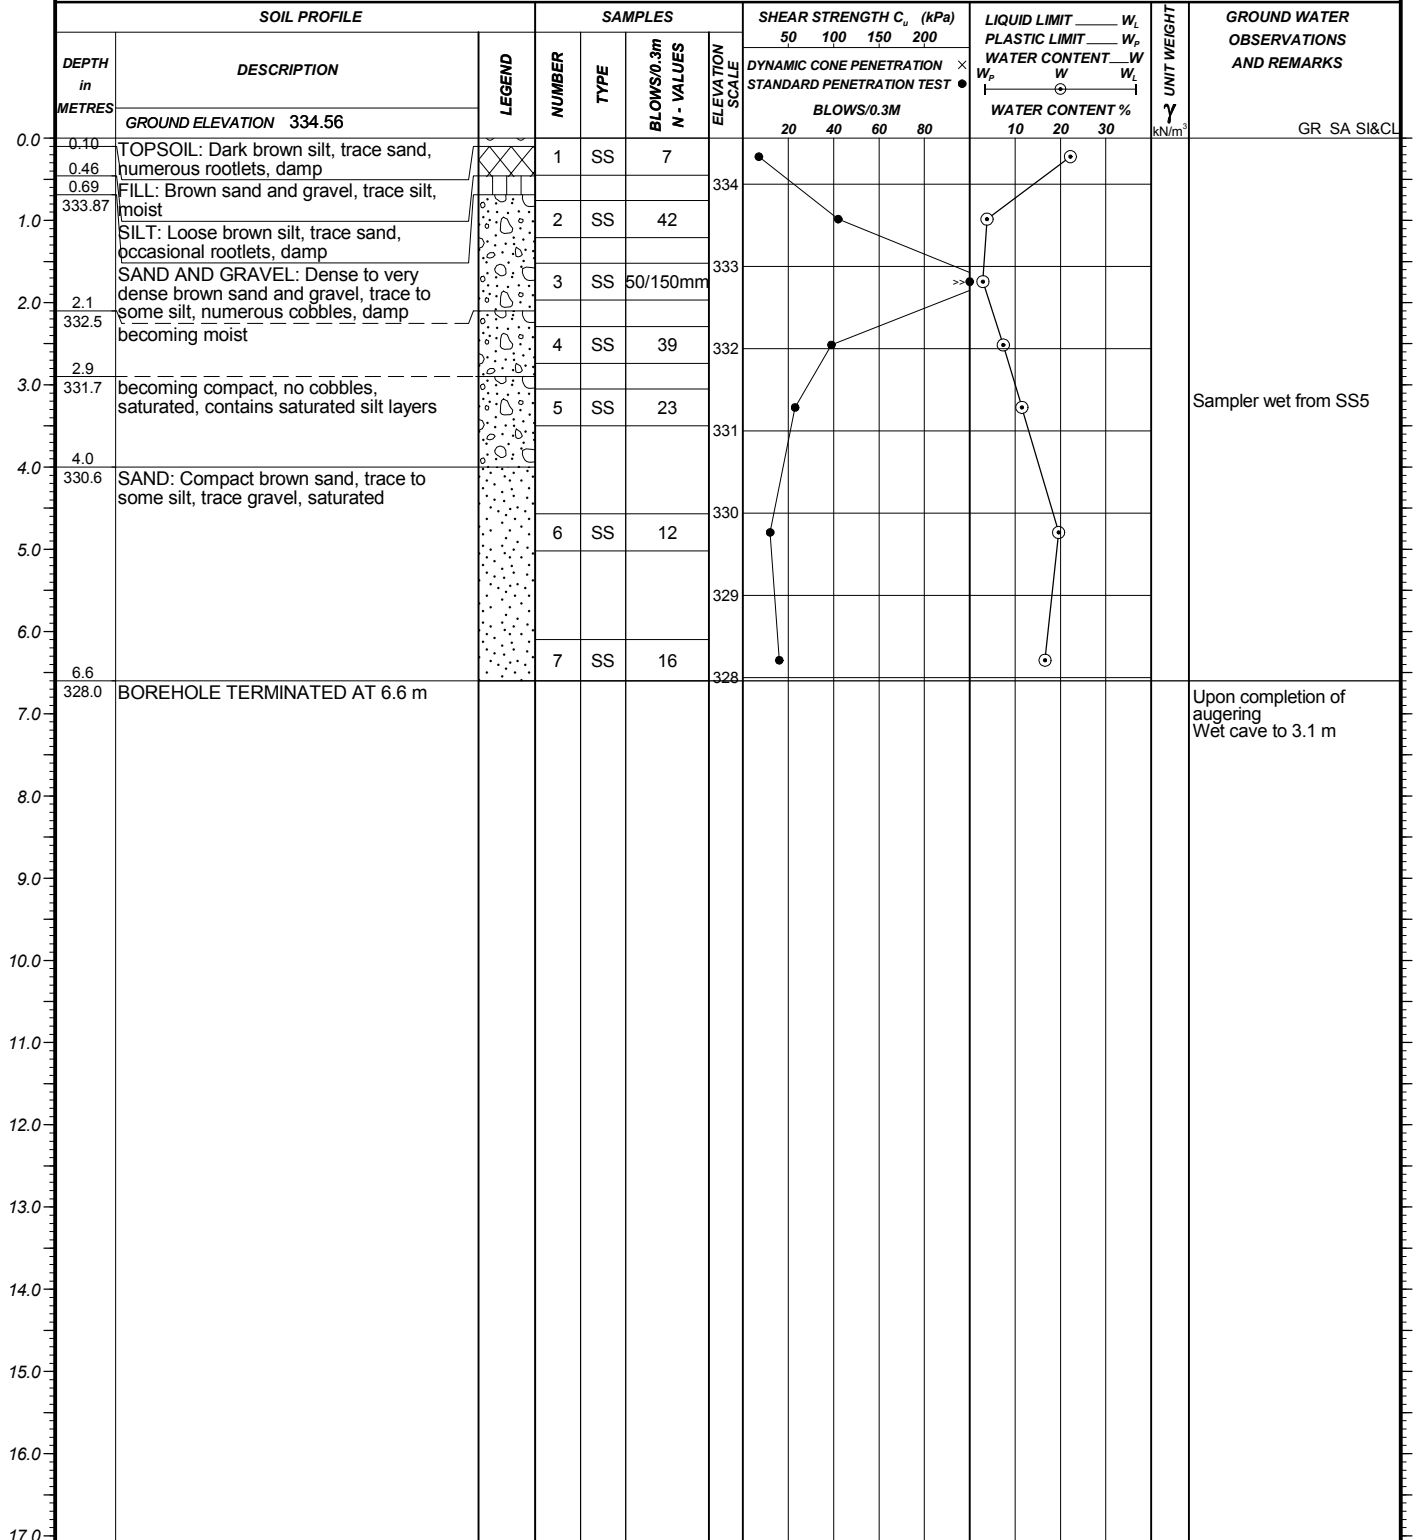 SOIL PROFILE
SAMPLES
SHEAR STRENGTH Cu (kPa)
50 100 150 200
DYNAMIC CONE PENETRATION ×
STANDARD PENETRATION TEST ●
BLOWS/0.3M
20 40 60 80
LIQUID LIMIT ______ WL
PLASTIC LIMIT _____ WP
WATER CONTENT___W
WP W WL
WATER CONTENT %
10 20 30
UNIT WEIGHT
γ
kN/m³
GROUND WATER
OBSERVATIONS
AND REMARKS
GR SA SI&CL
DEPTH
in
METRES
DESCRIPTION
GROUND ELEVATION 334.56
LEGEND
NUMBER
TYPE
BLOWS/0.3m
N - VALUES
ELEVATION
SCALE
0.0
0.10
TOPSOIL: Dark brown silt, trace sand,
numerous rootlets, damp
1 SS 7
0.46
334
0.69
FILL: Brown sand and gravel, trace silt,
moist
333.87
1.0
2 SS 42
SILT: Loose brown silt, trace sand,
occasional rootlets, damp
333
SAND AND GRAVEL: Dense to very
dense brown sand and gravel, trace to
some silt, numerous cobbles, damp
3 SS 50/150mm
>>
2.0
2.1
332.5
becoming moist
4 SS 39
332
2.9
3.0
331.7
becoming compact, no cobbles,
saturated, contains saturated silt layers
5 SS 23
Sampler wet from SS5
331
4.0
4.0
330.6
SAND: Compact brown sand, trace to
some silt, trace gravel, saturated
330
6 SS 12
5.0
329
6.0
7 SS 16
6.6
328
328.0
BOREHOLE TERMINATED AT 6.6 m
Upon completion of
augering
Wet cave to 3.1 m
7.0
8.0
9.0
10.0
11.0
12.0
13.0
14.0
15.0
16.0
17.0